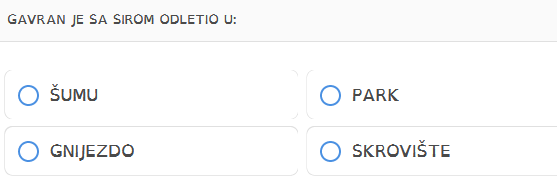 GAVRAN JE SA SIROM ODLETIO U:
ŠUMU
PARK
GNIJEZDO
SKROVIŠTE